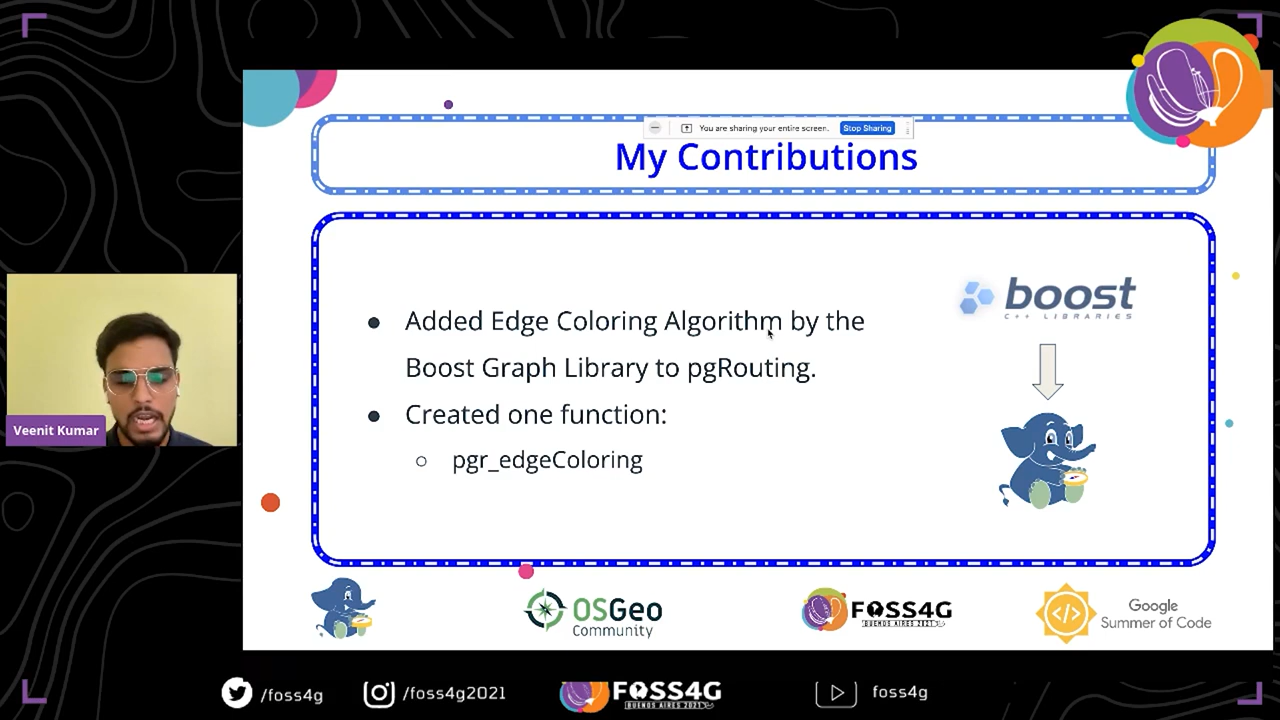 You are sharing your entire screen.
Stop Sharing
My Contributions
● Added Edge Coloring Algorithm by the
Boost Graph Library to pgRouting.
● Created one function:
○ pgr_edgeColoring
boost
C++ LIBRARIES
Veenit Kumar
OSGeo
Community
FOSS4G
BUENOS AIRES 2021
Google
Summer of Code
/foss4g
/foss4g2021
FOSS4G
BUENOS AIRES 2021
foss4g